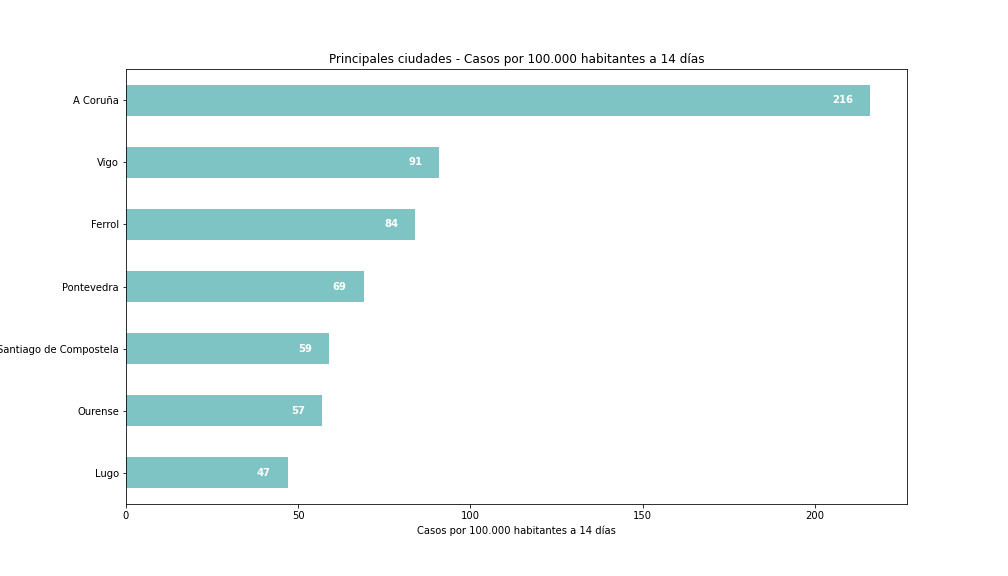 Principales ciudades - Casos por 100.000 habitantes a 14 días
A Coruña 216
Vigo 91
Ferrol 84
Pontevedra 69
Santiago de Compostela 59
Ourense 57
Lugo 47
0 50 100 150 200
Casos por 100.000 habitantes a 14 días